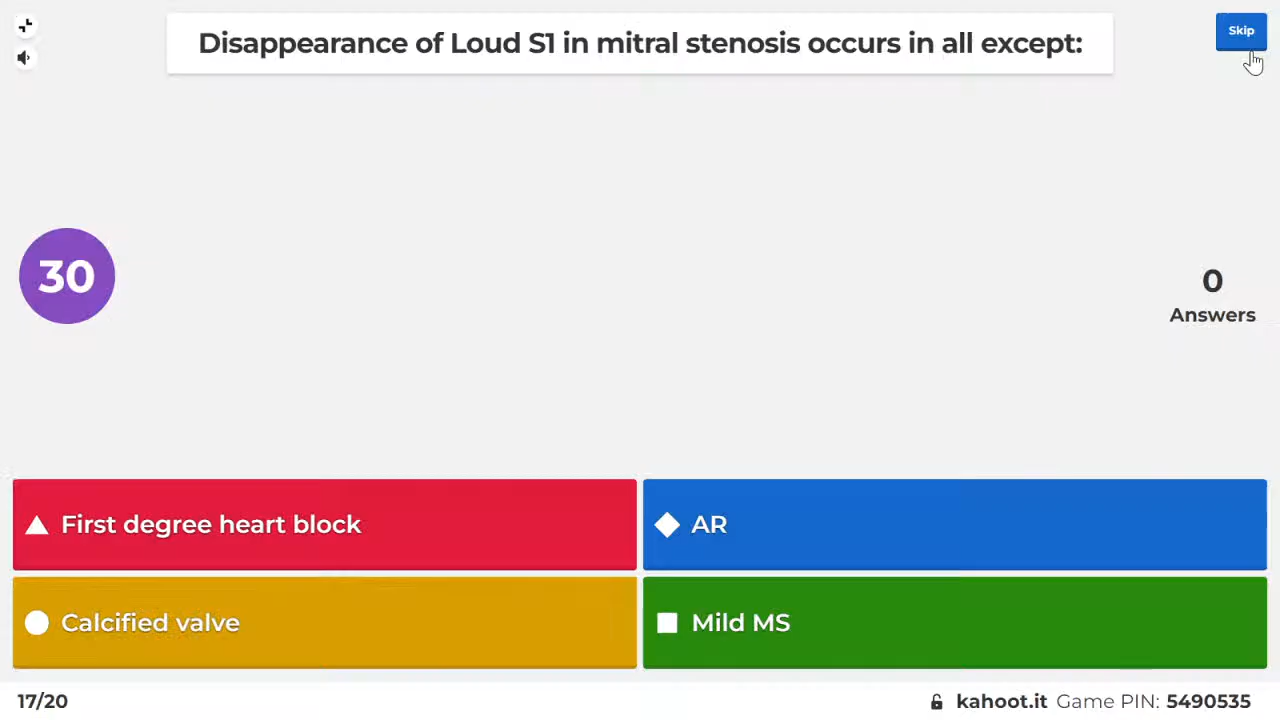 Disappearance of Loud S1 in mitral stenosis occurs in all except:
Skip
30
0
Answers
First degree heart block
AR
Calcified valve
Mild MS
17/20
kahoot.it Game PIN: 5490535